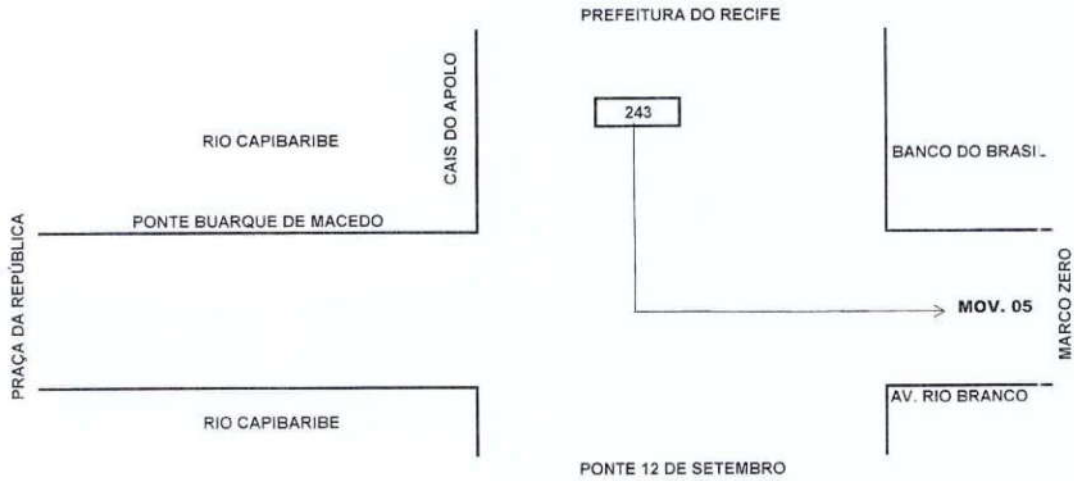 PREFEITURA DO RECIFE
CAIS DO APOLO
243
RIO CAPIBARIBE
BANCO DO BRASIL
PONTE BUARQUE DE MACEDO
PRAÇA DA REPÚBLICA
MOV. 05
MARCO ZERO
AV. RIO BRANCO
RIO CAPIBARIBE
PONTE 12 DE SETEMBRO